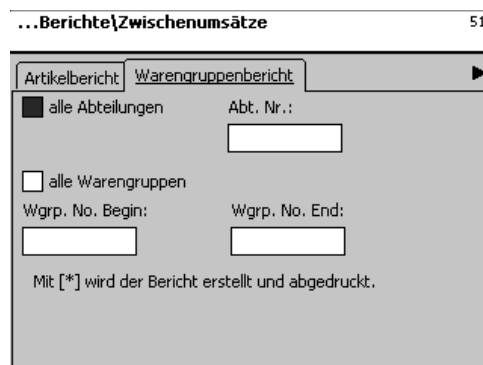 ...Berichte\Zwischenumsätze 51
Artikelbericht Warengruppenbericht
alle Abteilungen Abt. Nr.:
alle Warengruppen
Wgrp. No. Begin: Wgrp. No. End:
Mit [*] wird der Bericht erstellt und abgedruckt.